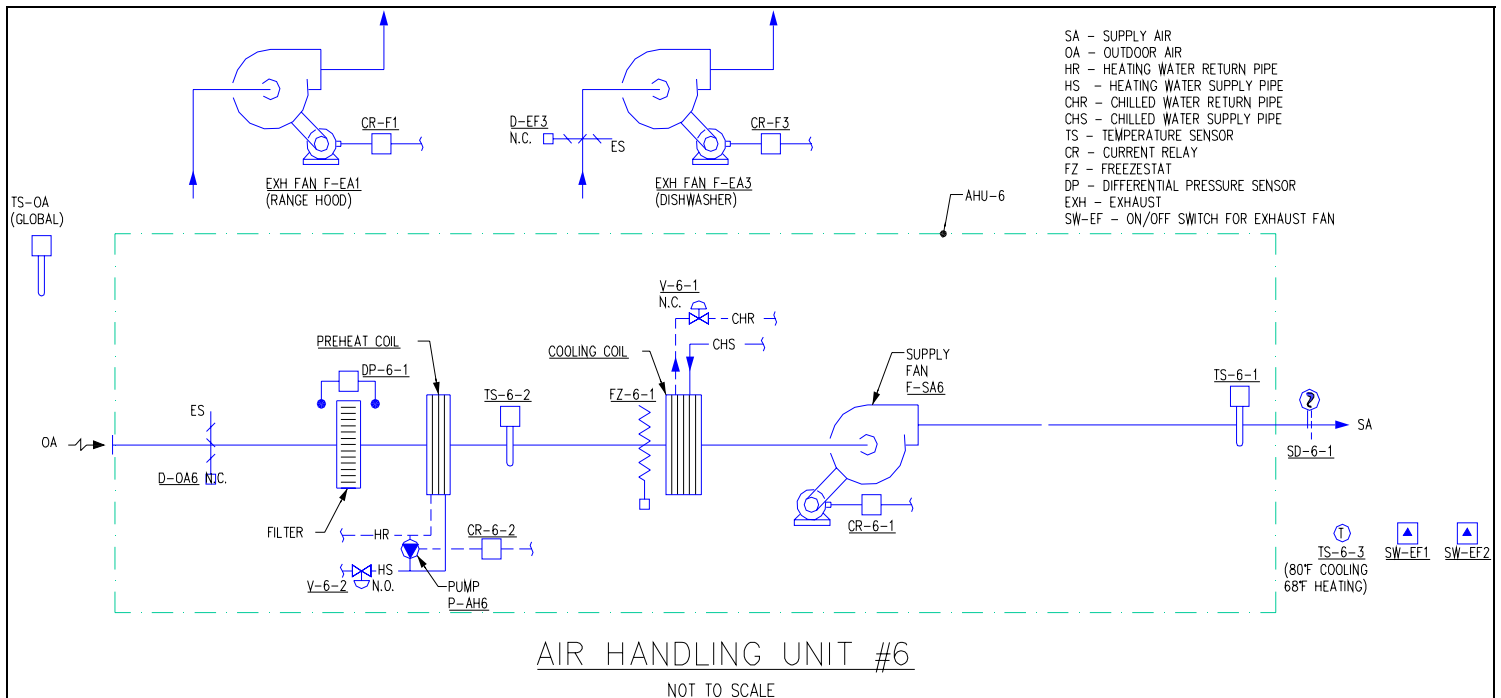 SA - SUPPLY AIR
OA - OUTDOOR AIR
HR - HEATING WATER RETURN PIPE
HS - HEATING WATER SUPPLY PIPE
CHR - CHILLED WATER RETURN PIPE
CHS - CHILLED WATER SUPPLY PIPE
TS - TEMPERATURE SENSOR
CR - CURRENT RELAY
FZ - FREEZESTAT
DP - DIFFERENTIAL PRESSURE SENSOR
EXH - EXHAUST
SW-EF - ON/OFF SWITCH FOR EXHAUST FAN
CR-F1
EXH FAN F-EA1
(RANGE HOOD)
D-EF3
N.C.
ES
CR-F3
EXH FAN F-EA3
(DISHWASHER)
TS-OA
(GLOBAL)
AHU-6
V-6-1
N.C.
CHR
CHS
PREHEAT COIL
COOLING COIL
SUPPLY
FAN
F-SA6
DP-6-1
TS-6-2
FZ-6-1
TS-6-1
ES
OA
SA
D-OA6 N.C.
SD-6-1
FILTER
HR
CR-6-2
CR-6-1
HS
V-6-2
N.O.
PUMP
P-AH6
T
TS-6-3
(80°F COOLING
68°F HEATING)
SW-EF1
SW-EF2
AIR HANDLING UNIT #6
NOT TO SCALE